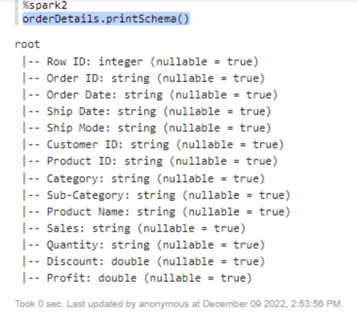 %spark2
orderDetails.printSchema()
root
|-- Row ID: integer (nullable = true)
|-- Order ID: string (nullable = true)
|-- Order Date: string (nullable = true)
|-- Ship Date: string (nullable = true)
|-- Ship Mode: string (nullable = true)
|-- Customer ID: string (nullable = true)
|-- Product ID: string (nullable = true)
|-- Category: string (nullable = true)
|-- Sub-Category: string (nullable = true)
|-- Product Name: string (nullable = true)
|-- Sales: string (nullable = true)
|-- Quantity: string (nullable = true)
|-- Discount: double (nullable = true)
|-- Profit: double (nullable = true)
Took 0 sec. Last updated by anonymous at December 09 2022, 2:53:56 PM.